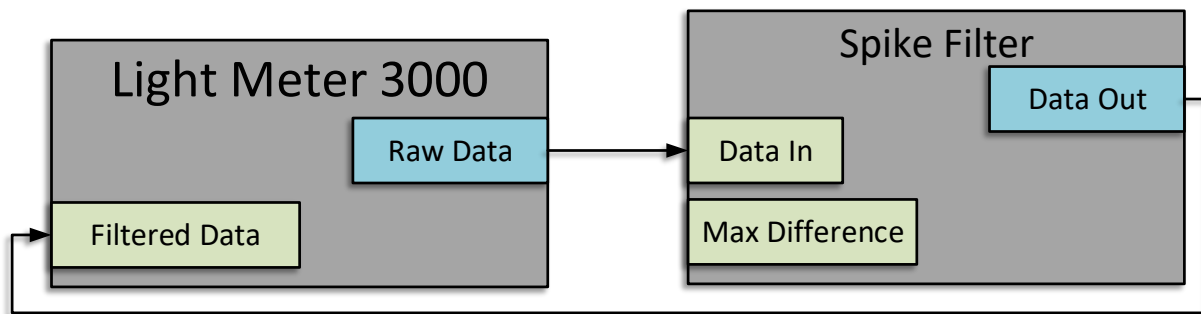 Light Meter 3000
Raw Data
Filtered Data
Spike Filter
Data Out
Data In
Max Difference